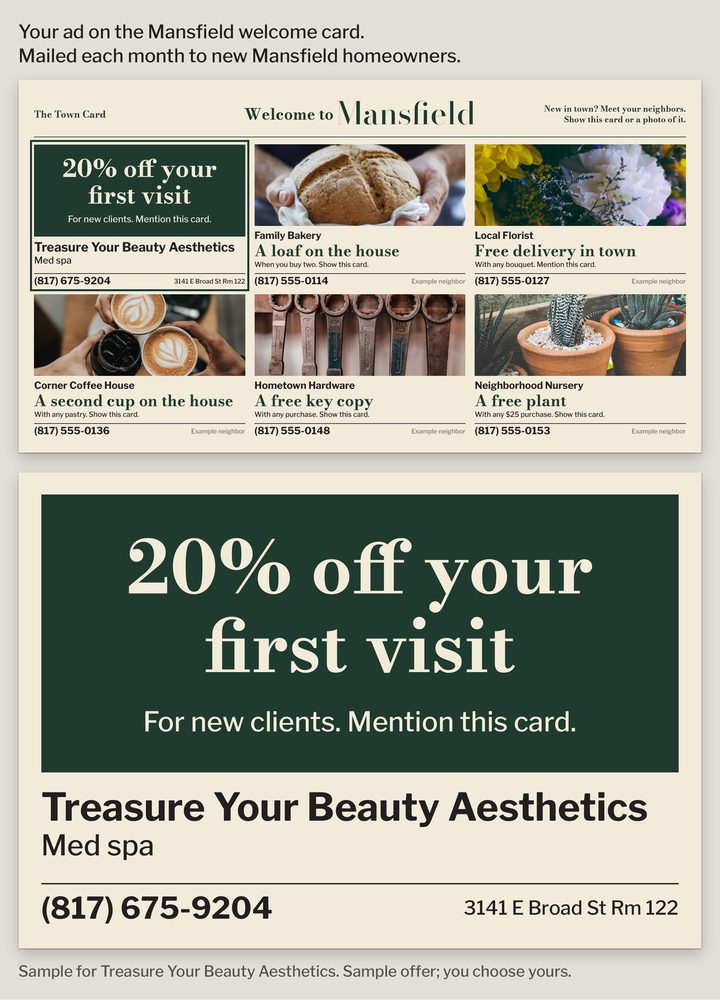 Your ad on the Mansfield welcome card.
Mailed each month to new Mansfield homeowners.
The Town Card
Welcome to Mansfield
New in town? Meet your neighbors.
Show this card or a photo of it.
20% off your
first visit
For new clients. Mention this card.
Treasure Your Beauty Aesthetics
Med spa
(817) 675-9204
3141 E Broad St Rm 122
Family Bakery
A loaf on the house
When you buy two. Show this card.
(817) 555-0114
Example neighbor
Local Florist
Free delivery in town
With any bouquet. Mention this card.
(817) 555-0127
Example neighbor
Corner Coffee House
A second cup on the house
With any pastry. Show this card.
(817) 555-0136
Example neighbor
Hometown Hardware
A free key copy
With any purchase. Show this card.
(817) 555-0148
Example neighbor
Neighborhood Nursery
A free plant
With any $25 purchase. Show this card.
(817) 555-0153
Example neighbor
20% off your
first visit
For new clients. Mention this card.
Treasure Your Beauty Aesthetics
Med spa
(817) 675-9204
3141 E Broad St Rm 122
Sample for Treasure Your Beauty Aesthetics. Sample offer; you choose yours.